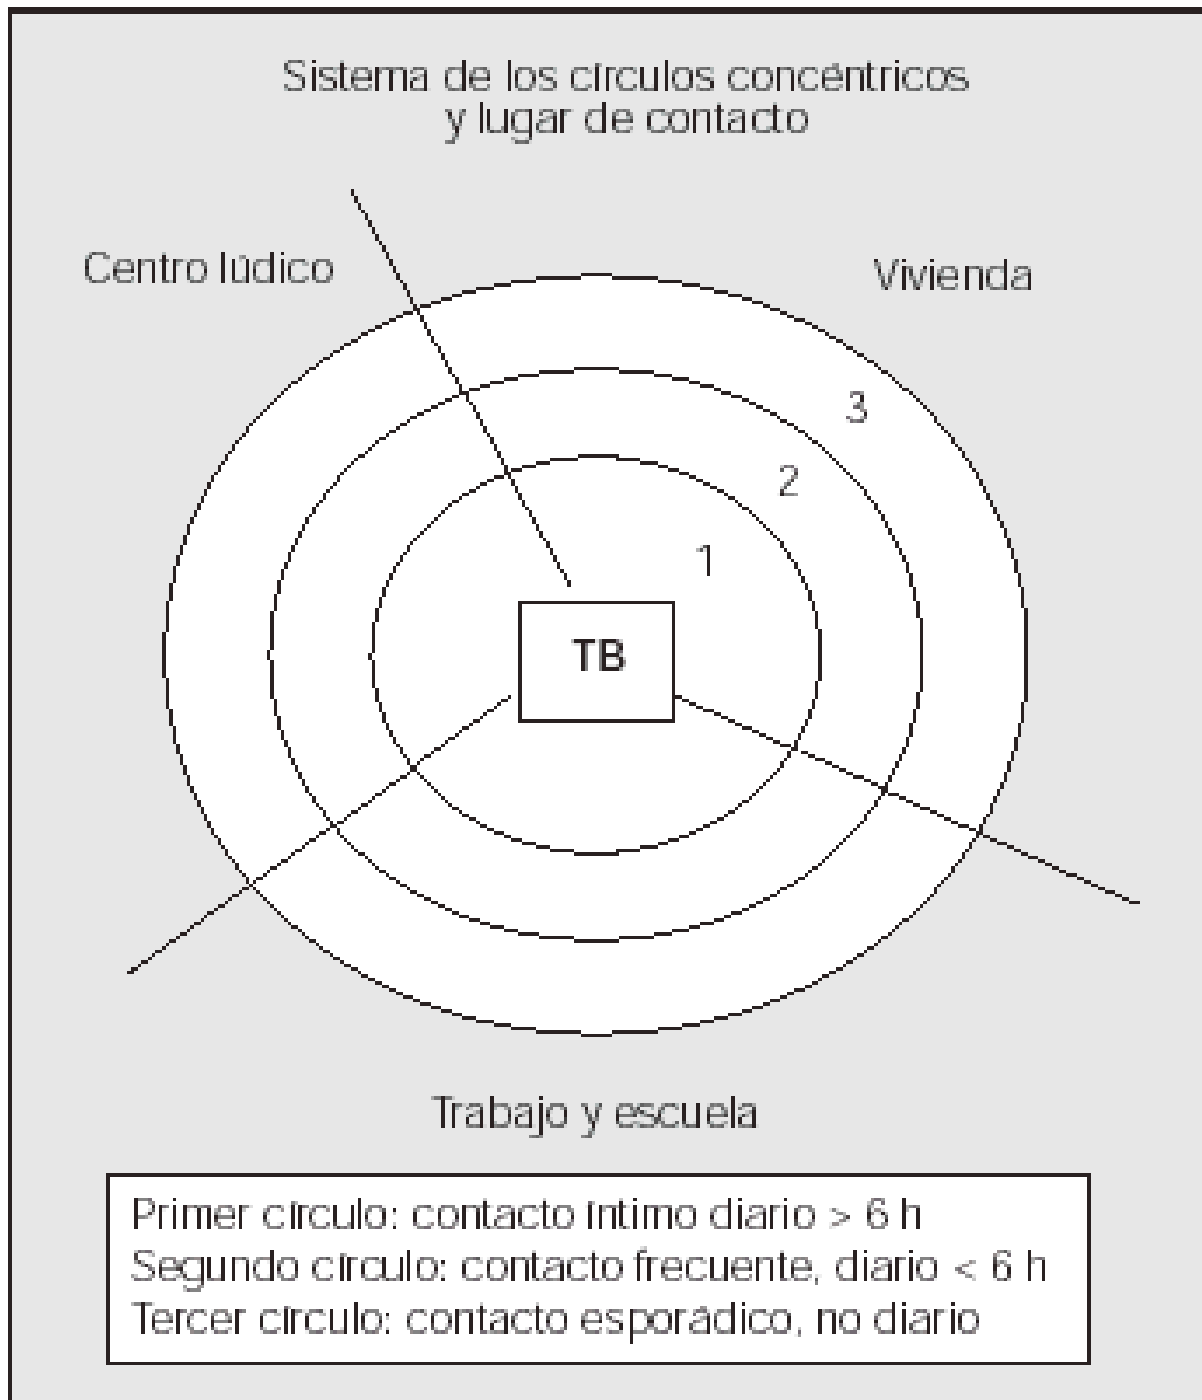 Sistema de los círculos concéntricos
y lugar de contacto
Centro lúdico
Vivienda
3
2
1
TB
Trabajo y escuela
Primer círculo: contacto íntimo diario > 6 h
Segundo círculo: contacto frecuente, diario < 6 h
Tercer círculo: contacto esporádico, no diario